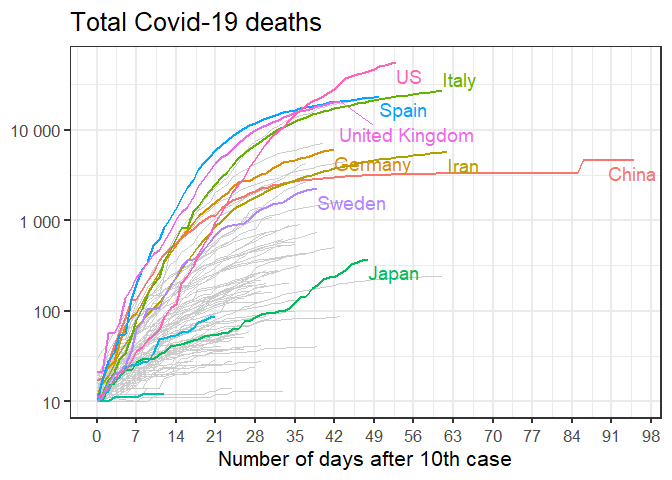 Total Covid-19 deaths
US
Italy
Spain
10 000
United Kingdom
Germany
Iran
China
Sweden
1 000
Japan
100
10
0 7 14 21 28 35 42 49 56 63 70 77 84 91 98
Number of days after 10th case